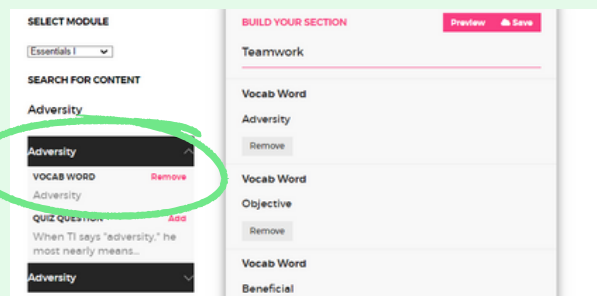 SELECT MODULE
Essentials I
SEARCH FOR CONTENT
Adversity
Adversity
VOCAB WORD Remove
Adversity
QUIZ QUESTION Add
When TI says "adversity," he
most nearly means...
Adversity
BUILD YOUR SECTION Preview Save
Teamwork
Vocab Word
Adversity
Remove
Vocab Word
Objective
Remove
Vocab Word
Beneficial